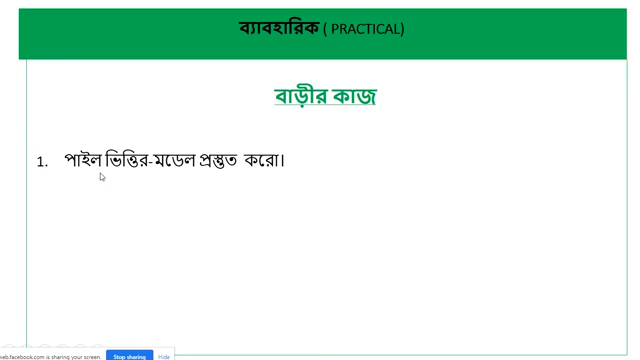 ব্যাবহারিক ( PRACTICAL)
বাড়ীর কাজ
1. পাইল ভিত্তির-মডেল প্রস্তুত করো।
web.facebook.com is sharing your screen. Stop sharing Hide